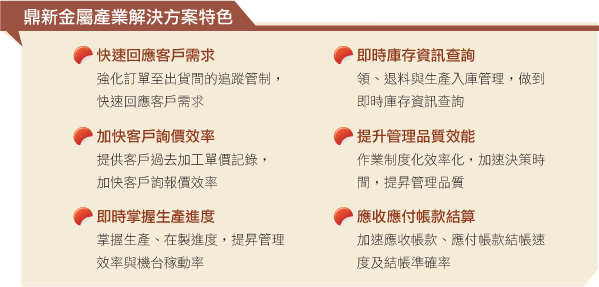 鼎新金屬產業解決方案特色
快速回應客戶需求
強化訂單至出貨間的追蹤管制，
快速回應客戶需求
加快客戶詢價效率
提供客戶過去加工單價記錄，
加快客戶詢報價效率
即時掌握生產進度
掌握生產、在製進度，提昇管理
效率與機台稼動率
即時庫存資訊查詢
領、退料與生產入庫管理，做到
即時庫存資訊查詢
提升管理品質效能
作業制度化效率化，加速決策時
間，提昇管理品質
應收應付帳款結算
加速應收帳款、應付帳款結帳速
度及結帳準確率